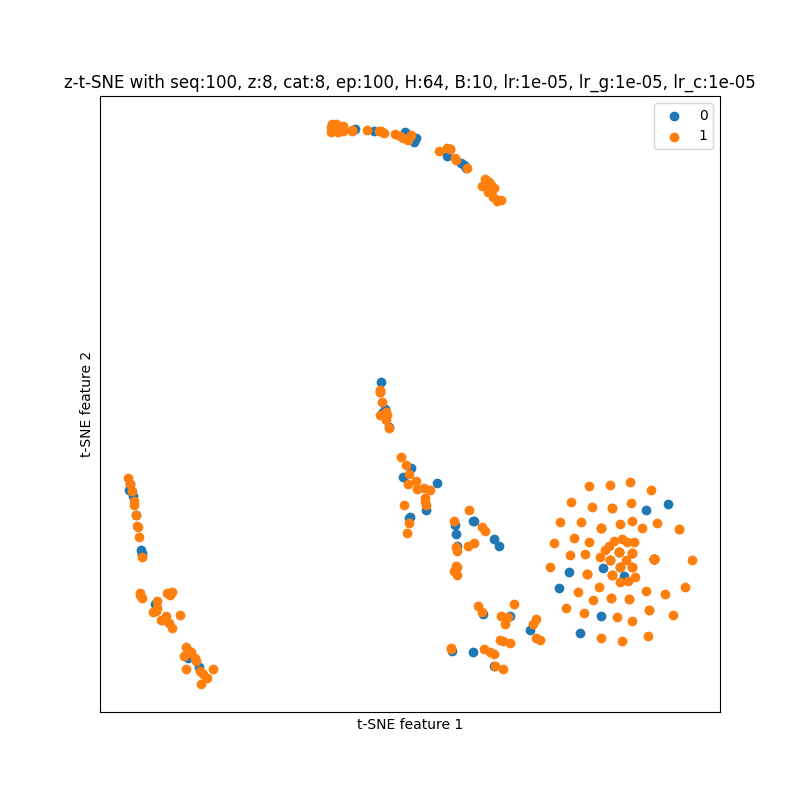 z-t-SNE with seq:100, z:8, cat:8, ep:100, H:64, B:10, lr:1e-05, lr_g:1e-05, lr_c:1e-05
0
1
t-SNE feature 2
t-SNE feature 1